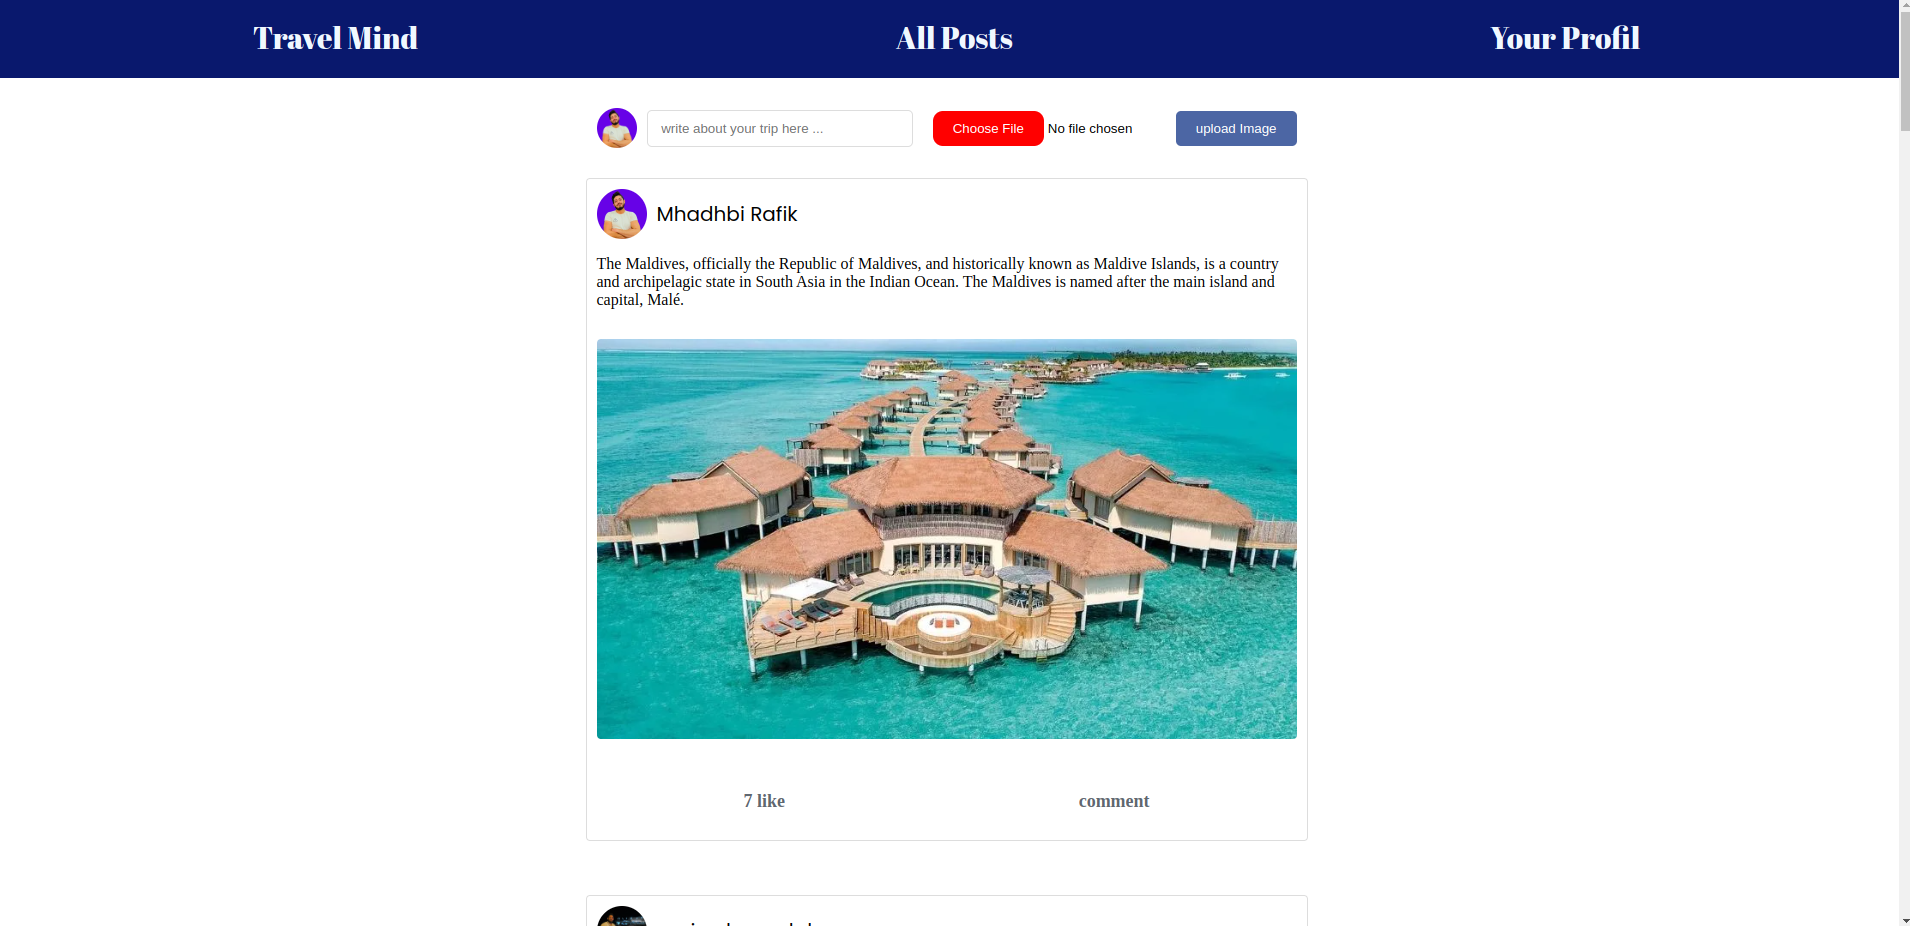 Travel Mind All Posts Your Profil
write about your trip here ... Choose File No file chosen upload Image
Mhadhbi Rafik
The Maldives, officially the Republic of Maldives, and historically known as Maldive Islands, is a country
and archipelagic state in South Asia in the Indian Ocean. The Maldives is named after the main island and
capital, Malé.
7 like comment